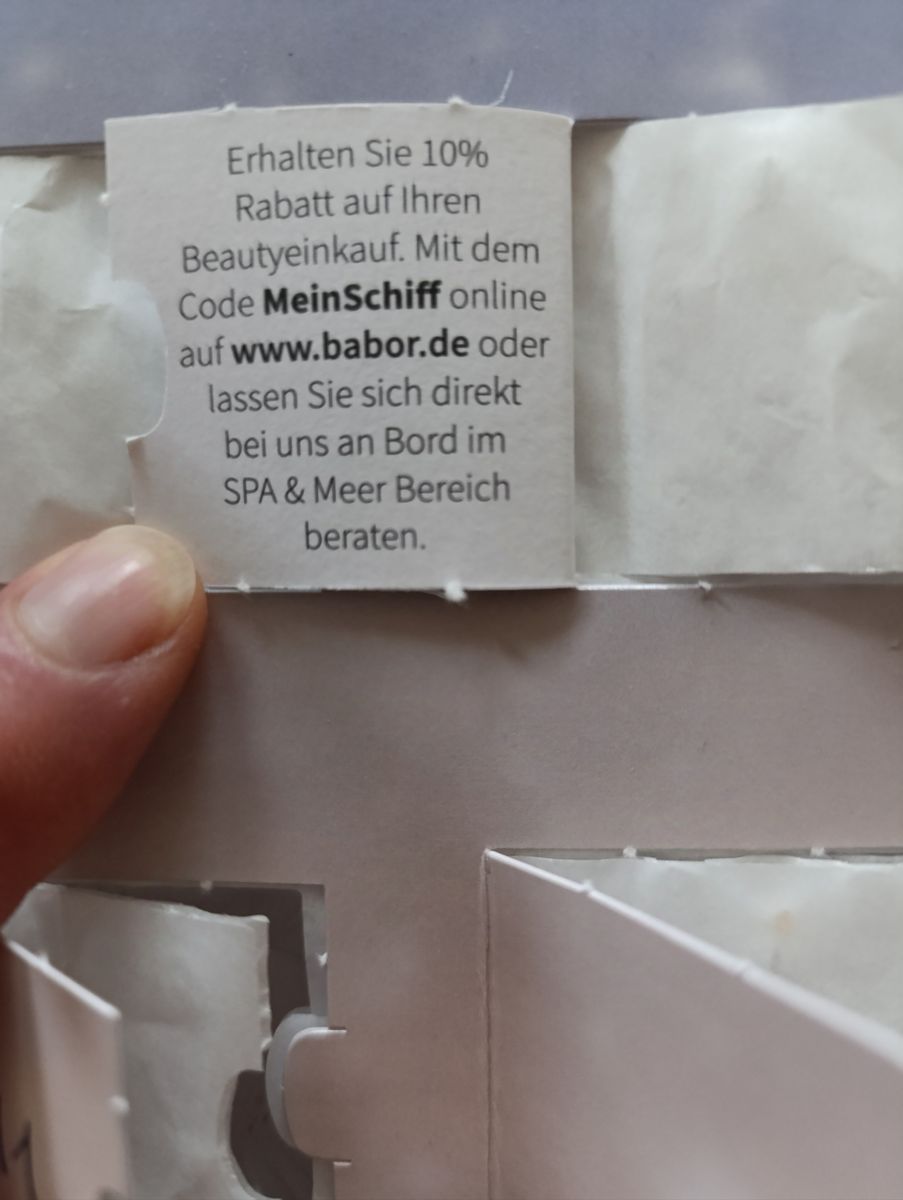 Erhalten Sie 10%
Rabatt auf Ihren
Beautyeinkauf. Mit dem
Code MeinSchiff online
auf www.babor.de oder
lassen Sie sich direkt
bei uns an Bord im
SPA & Meer Bereich
beraten.